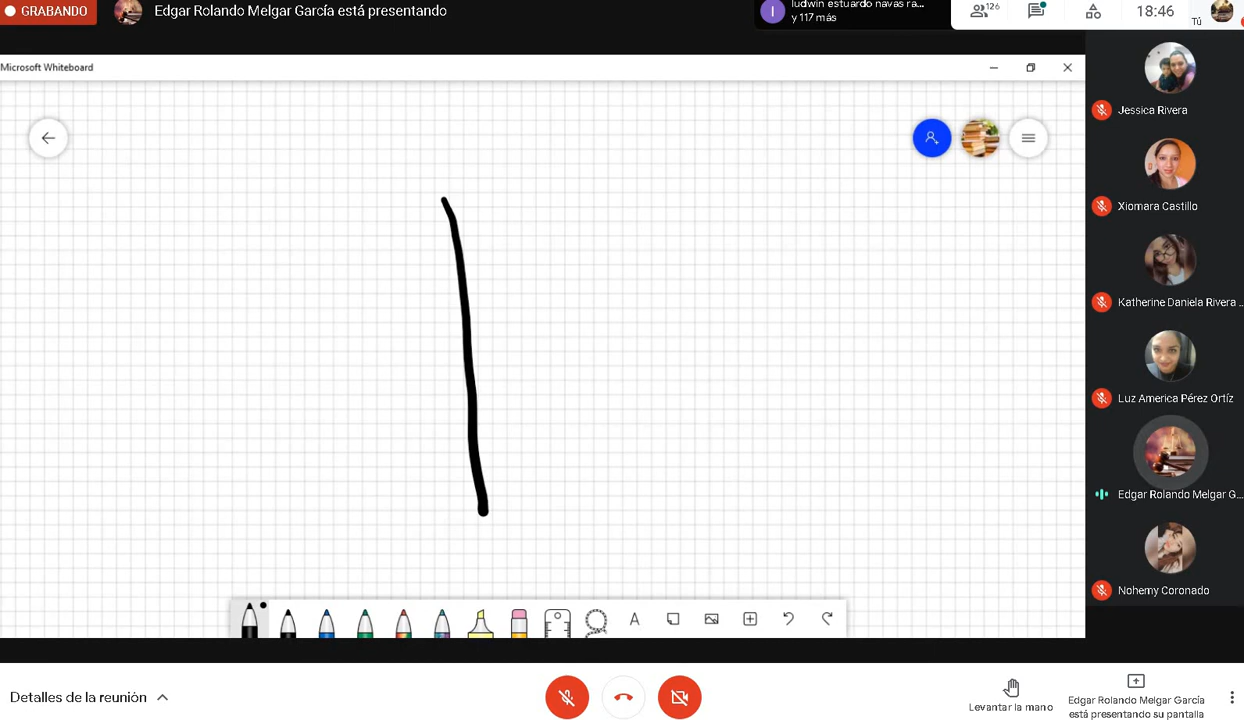 GRABANDO
Edgar Rolando Melgar García está presentando
ludwin estuardo navas ra...
y 117 más
126
18:46
Tú
Microsoft Whiteboard
Jessica Rivera
Xiomara Castillo
Katherine Daniela Rivera ...
Luz America Pérez Ortíz
Edgar Rolando Melgar G...
Nohemy Coronado
A
Detalles de la reunión
Levantar la mano
Edgar Rolando Melgar García
está presentando su pantalla